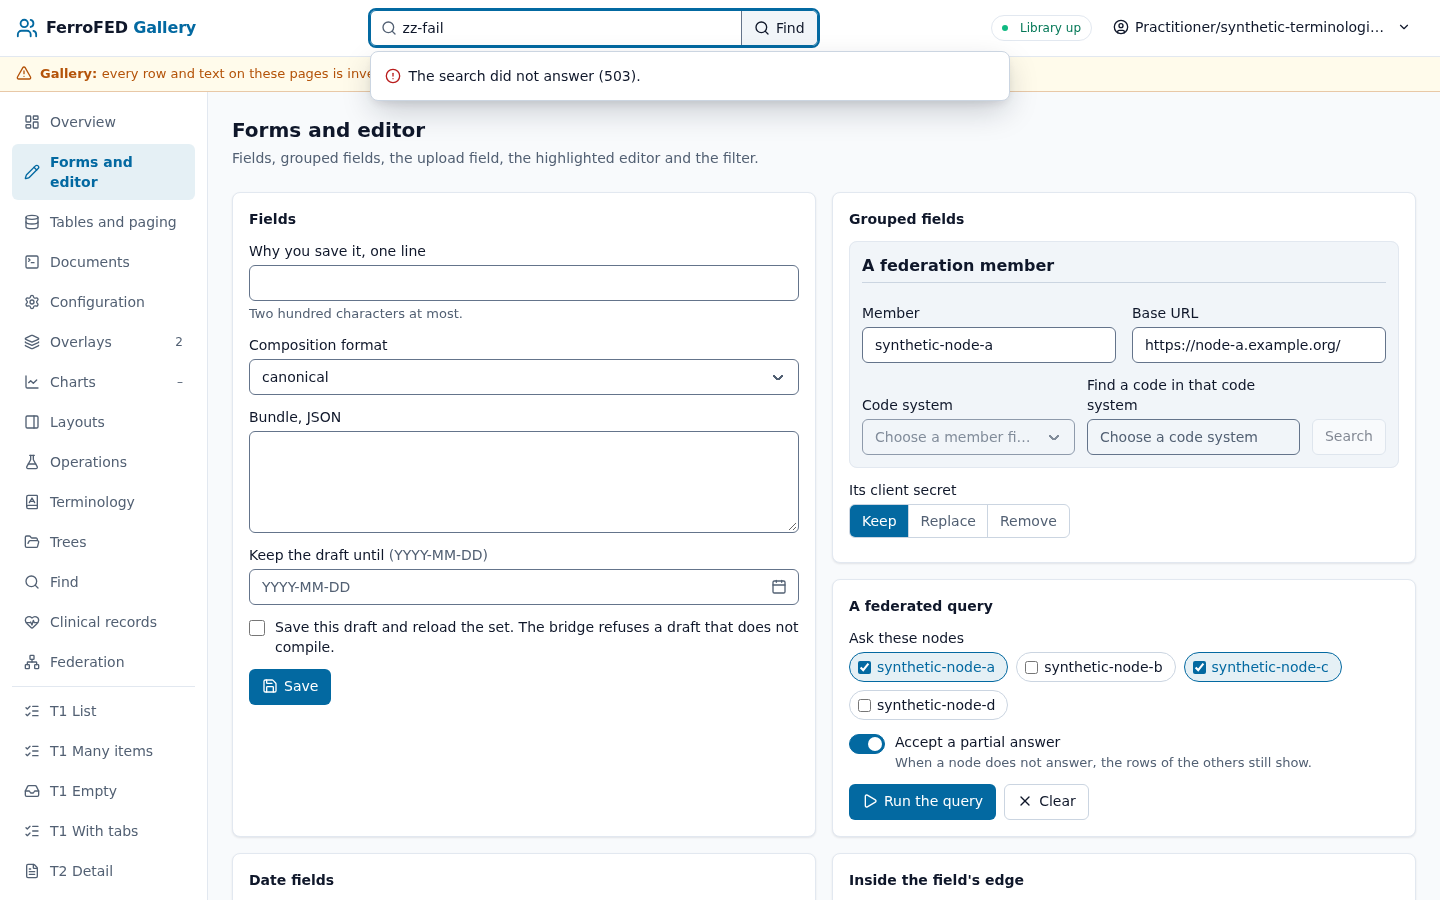 FerroFED Gallery
zz-fail
Find
Library up
Practitioner/synthetic-terminologi...
Gallery: every row and text on these pages is inve
The search did not answer (503).
Overview
Forms and
editor
Tables and paging
Documents
Configuration
Overlays 2
Charts –
Layouts
Operations
Terminology
Trees
Find
Clinical records
Federation
T1 List
T1 Many items
T1 Empty
T1 With tabs
T2 Detail
Forms and editor
Fields, grouped fields, the upload field, the highlighted editor and the filter.
Fields
Why you save it, one line
Two hundred characters at most.
Composition format
canonical
Bundle, JSON
Keep the draft until (YYYY-MM-DD)
YYYY-MM-DD
Save this draft and reload the set. The bridge refuses a draft that does not
compile.
Save
Grouped fields
A federation member
Member
synthetic-node-a
Base URL
https://node-a.example.org/
Code system
Choose a member fi...
Find a code in that code
system
Choose a code system
Search
Its client secret
Keep Replace Remove
A federated query
Ask these nodes
synthetic-node-a synthetic-node-b synthetic-node-c
synthetic-node-d
Accept a partial answer
When a node does not answer, the rows of the others still show.
Run the query Clear
Date fields
Inside the field's edge